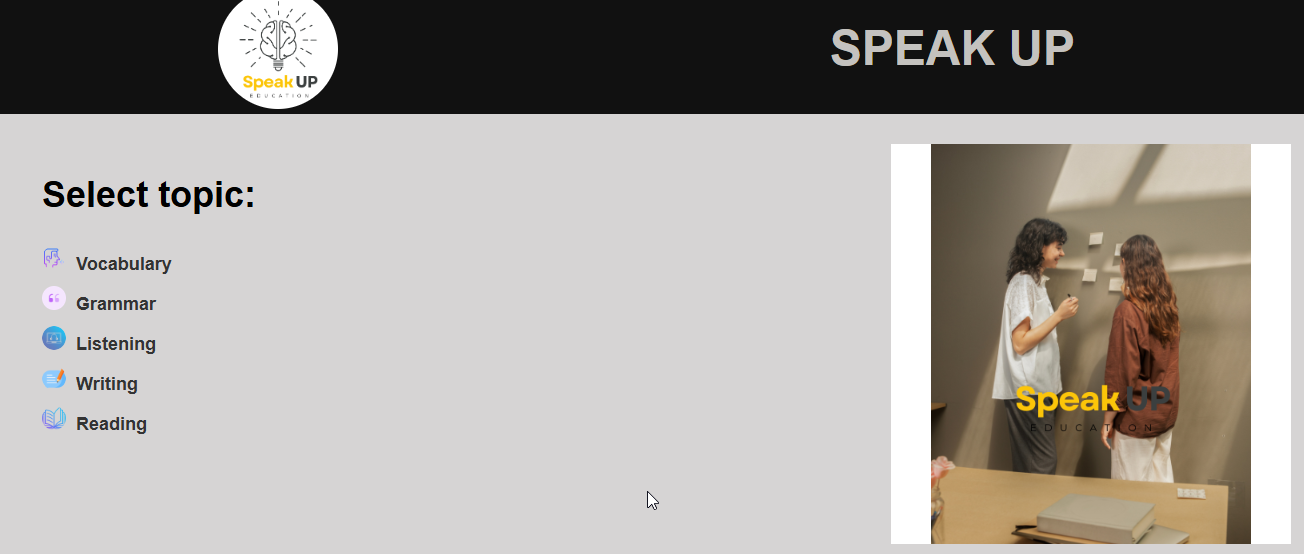 Speak UP
EDUCATION
SPEAK UP
Select topic:
Vocabulary
Grammar
Listening
Writing
Reading
Speak UP
EDUCATION